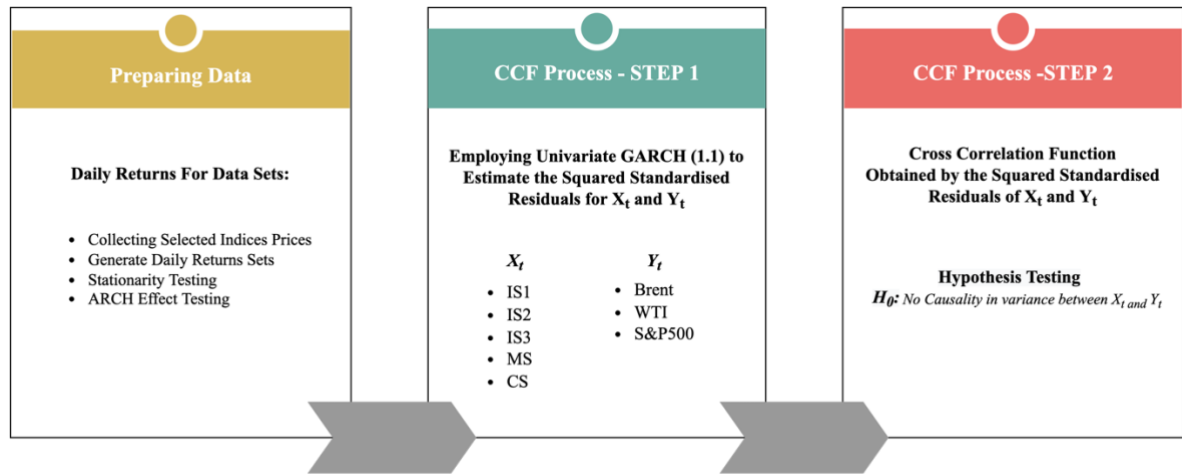 Preparing Data
Daily Returns For Data Sets:
• Collecting Selected Indices Prices
• Generate Daily Returns Sets
• Stationarity Testing
• ARCH Effect Testing
CCF Process - STEP 1
Employing Univariate GARCH (1.1) to
Estimate the Squared Standardised
Residuals for Xt and Yt
Xt
• IS1
• IS2
• IS3
• MS
• CS
Yt
• Brent
• WTI
• S&P500
CCF Process -STEP 2
Cross Correlation Function
Obtained by the Squared Standardised
Residuals of Xt and Yt
Hypothesis Testing
H0: No Causality in variance between Xt and Yt